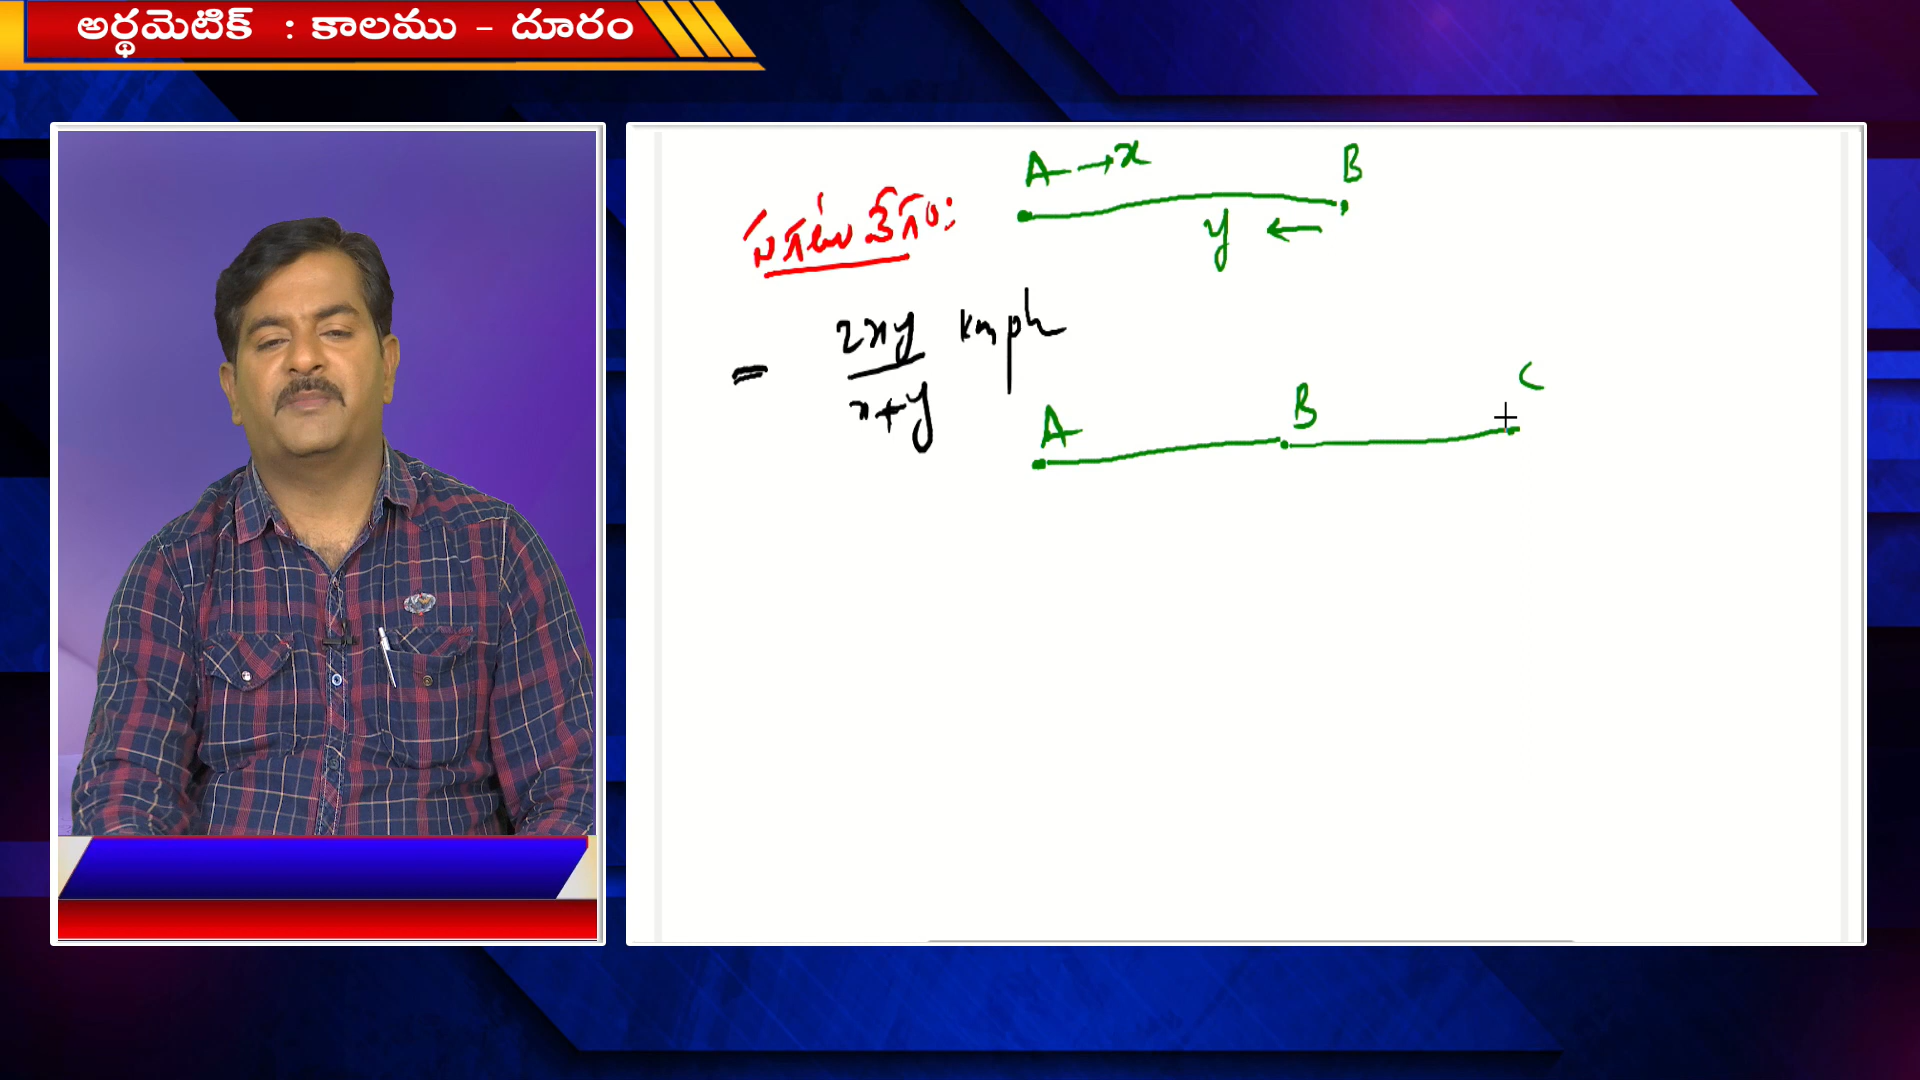 అర్థమెటిక్ : కాలము - దూరం
A → x B
సగటు వేగం:
y ←
= 2xy / x+y kmph
A B C